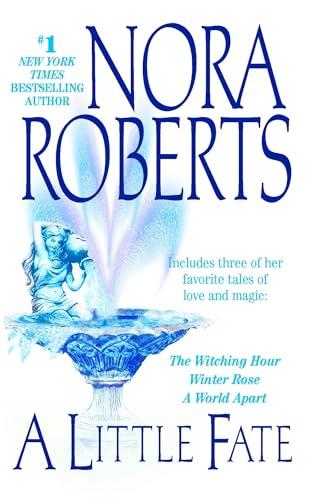 #1
NEW YORK
TIMES
BESTSELLING
AUTHOR
NORA
ROBERTS
Includes three of her
favorite tales of
love and magic:
The Witching Hour
Winter Rose
A World Apart
A LITTLE FATE